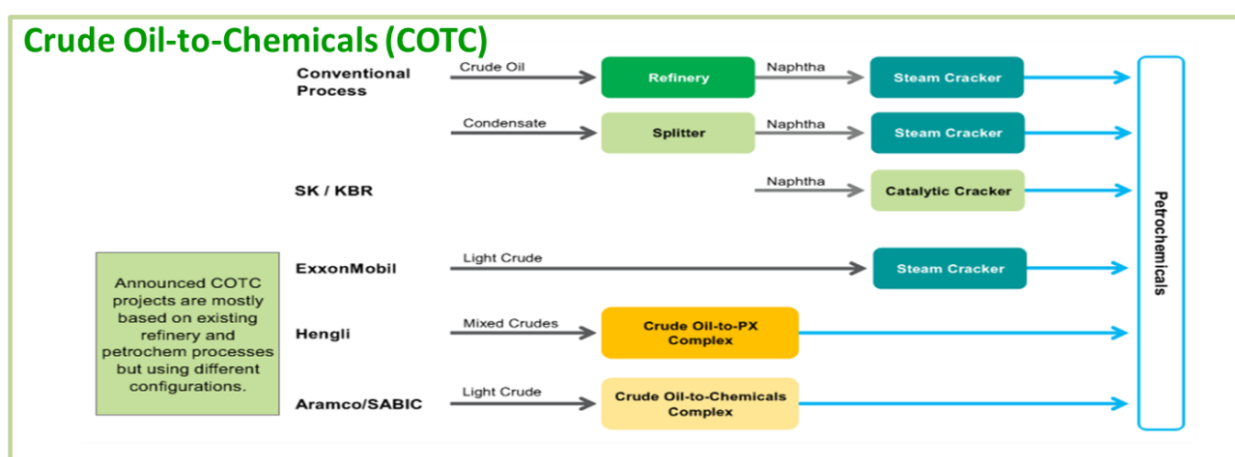 Crude Oil-to-Chemicals (COTC)
Conventional
Process
Crude Oil
Refinery
Naphtha
Steam Cracker
Condensate
Splitter
Naphtha
Steam Cracker
SK / KBR
Naphtha
Catalytic Cracker
ExxonMobil
Light Crude
Steam Cracker
Hengli
Mixed Crudes
Crude Oil-to-PX
Complex
Aramco/SABIC
Light Crude
Crude Oil-to-Chemicals
Complex
Announced COTC
projects are mostly
based on existing
refinery and
petrochem processes
but using different
configurations.
Petrochemicals